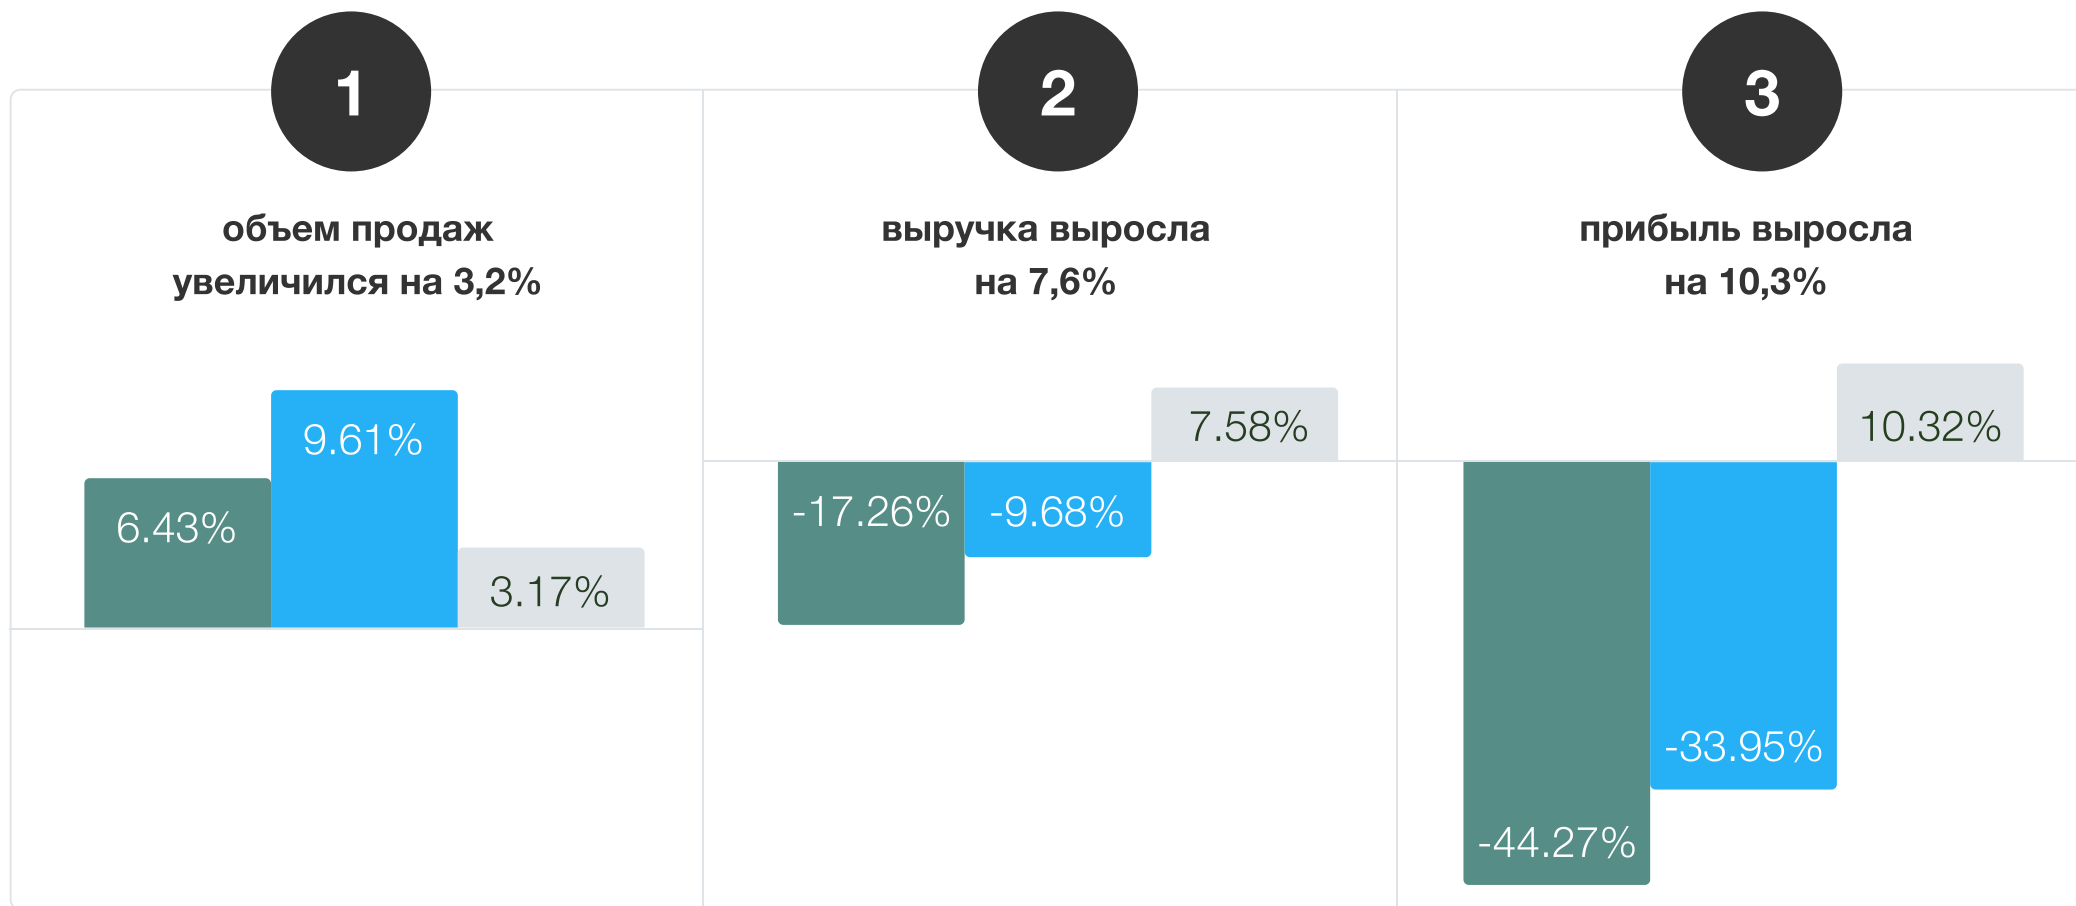 1
объем продаж
увеличился на 3,2%
6.43%
9.61%
3.17%
2
выручка выросла
на 7,6%
-17.26%
-9.68%
7.58%
3
прибыль выросла
на 10,3%
-44.27%
-33.95%
10.32%